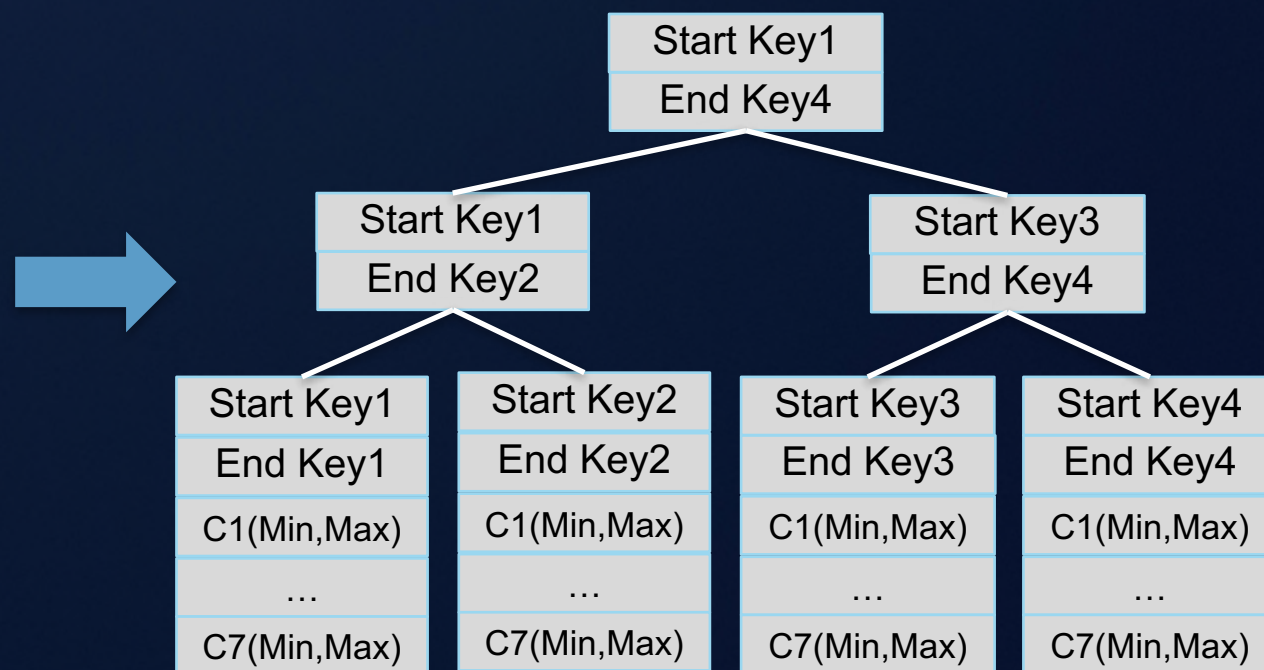 Start Key1
End Key4
Start Key1
End Key2
Start Key3
End Key4
Start Key1
End Key1
C1(Min,Max)
…
C7(Min,Max)
Start Key2
End Key2
C1(Min,Max)
…
C7(Min,Max)
Start Key3
End Key3
C1(Min,Max)
…
C7(Min,Max)
Start Key4
End Key4
C1(Min,Max)
…
C7(Min,Max)